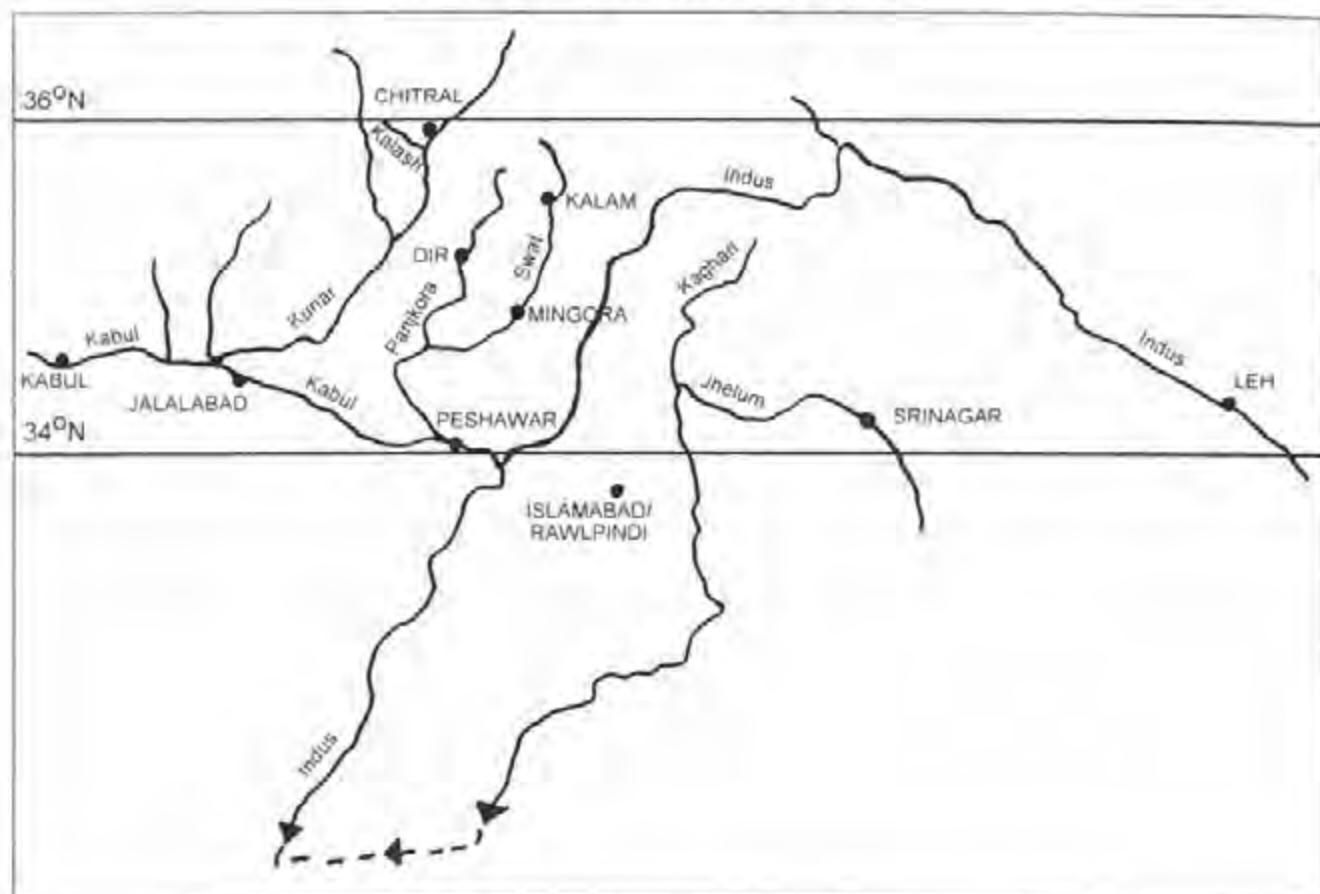 36°N
CHITRAL
Kalash
Indus
KALAM
DIR
Swat
Kaghan
Panjkora
MINGORA
Kunar
Kabul
Indus
KABUL
JALALABAD
Kabul
Jhelum
LEH
PESHAWAR
SRINAGAR
34°N
ISLAMABAD/
RAWLPINDI
Indus